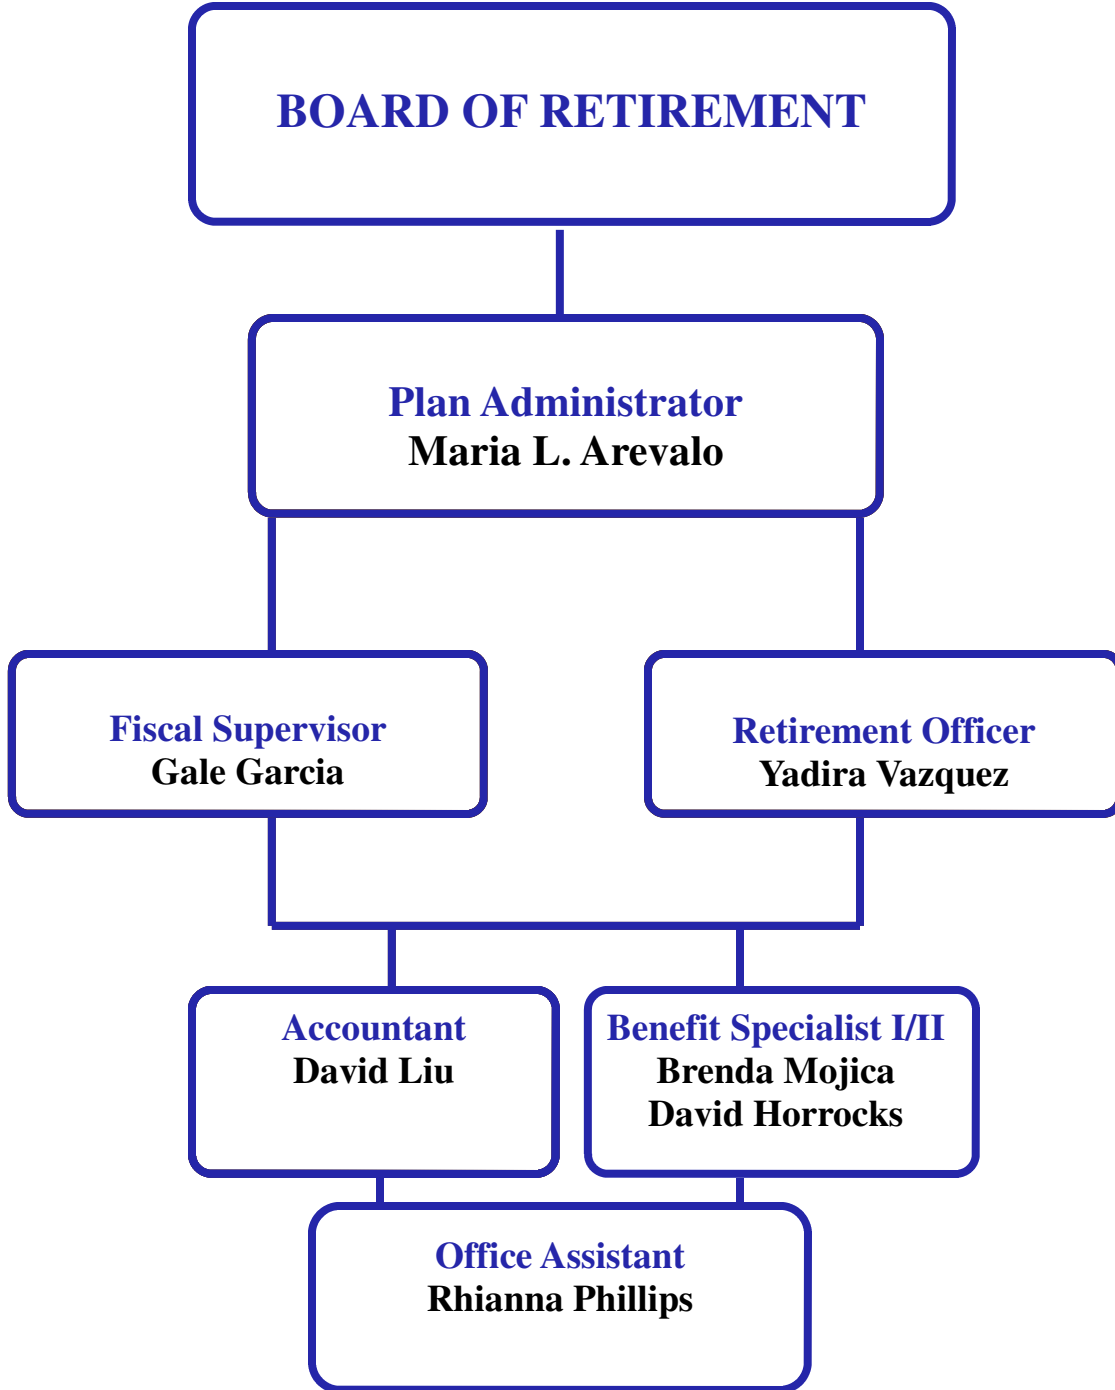 BOARD OF RETIREMENT
Plan Administrator
Maria L. Arevalo
Fiscal Supervisor
Gale Garcia
Retirement Officer
Yadira Vazquez
Accountant
David Liu
Benefit Specialist I/II
Brenda Mojica
David Horrocks
Office Assistant
Rhianna Phillips